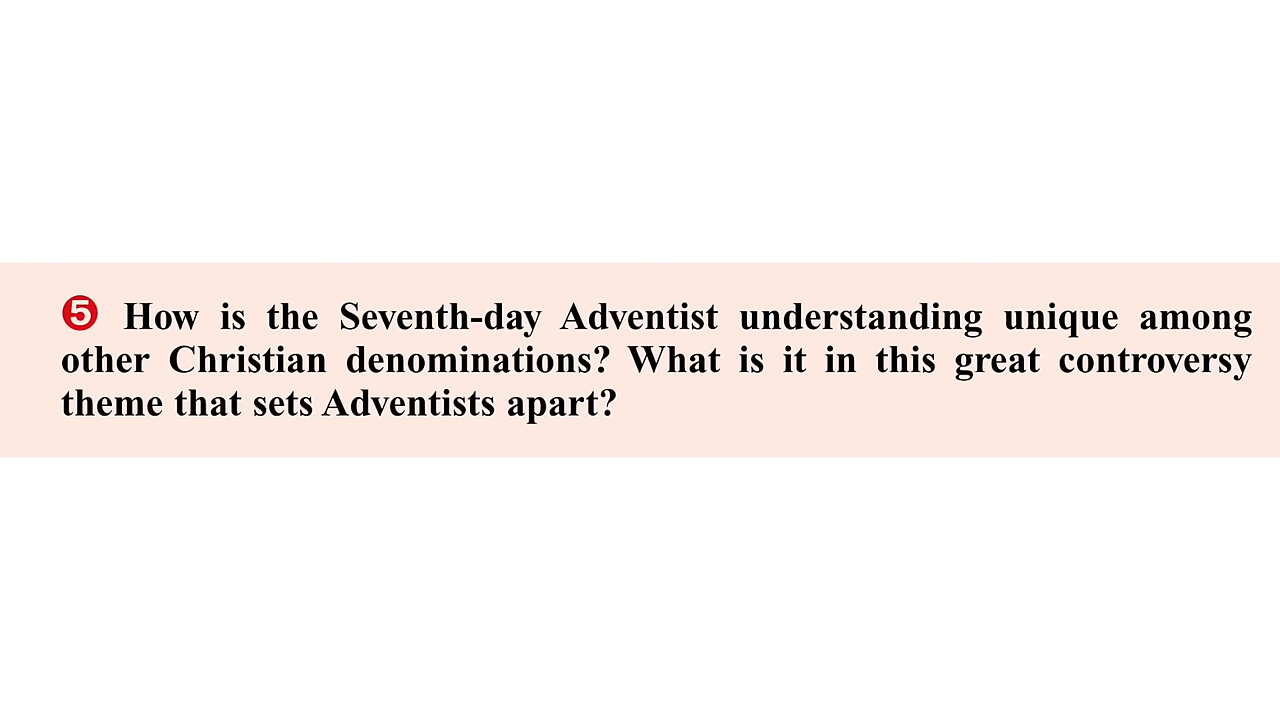 ❺ How is the Seventh-day Adventist understanding unique among
other Christian denominations? What is it in this great controversy
theme that sets Adventists apart?